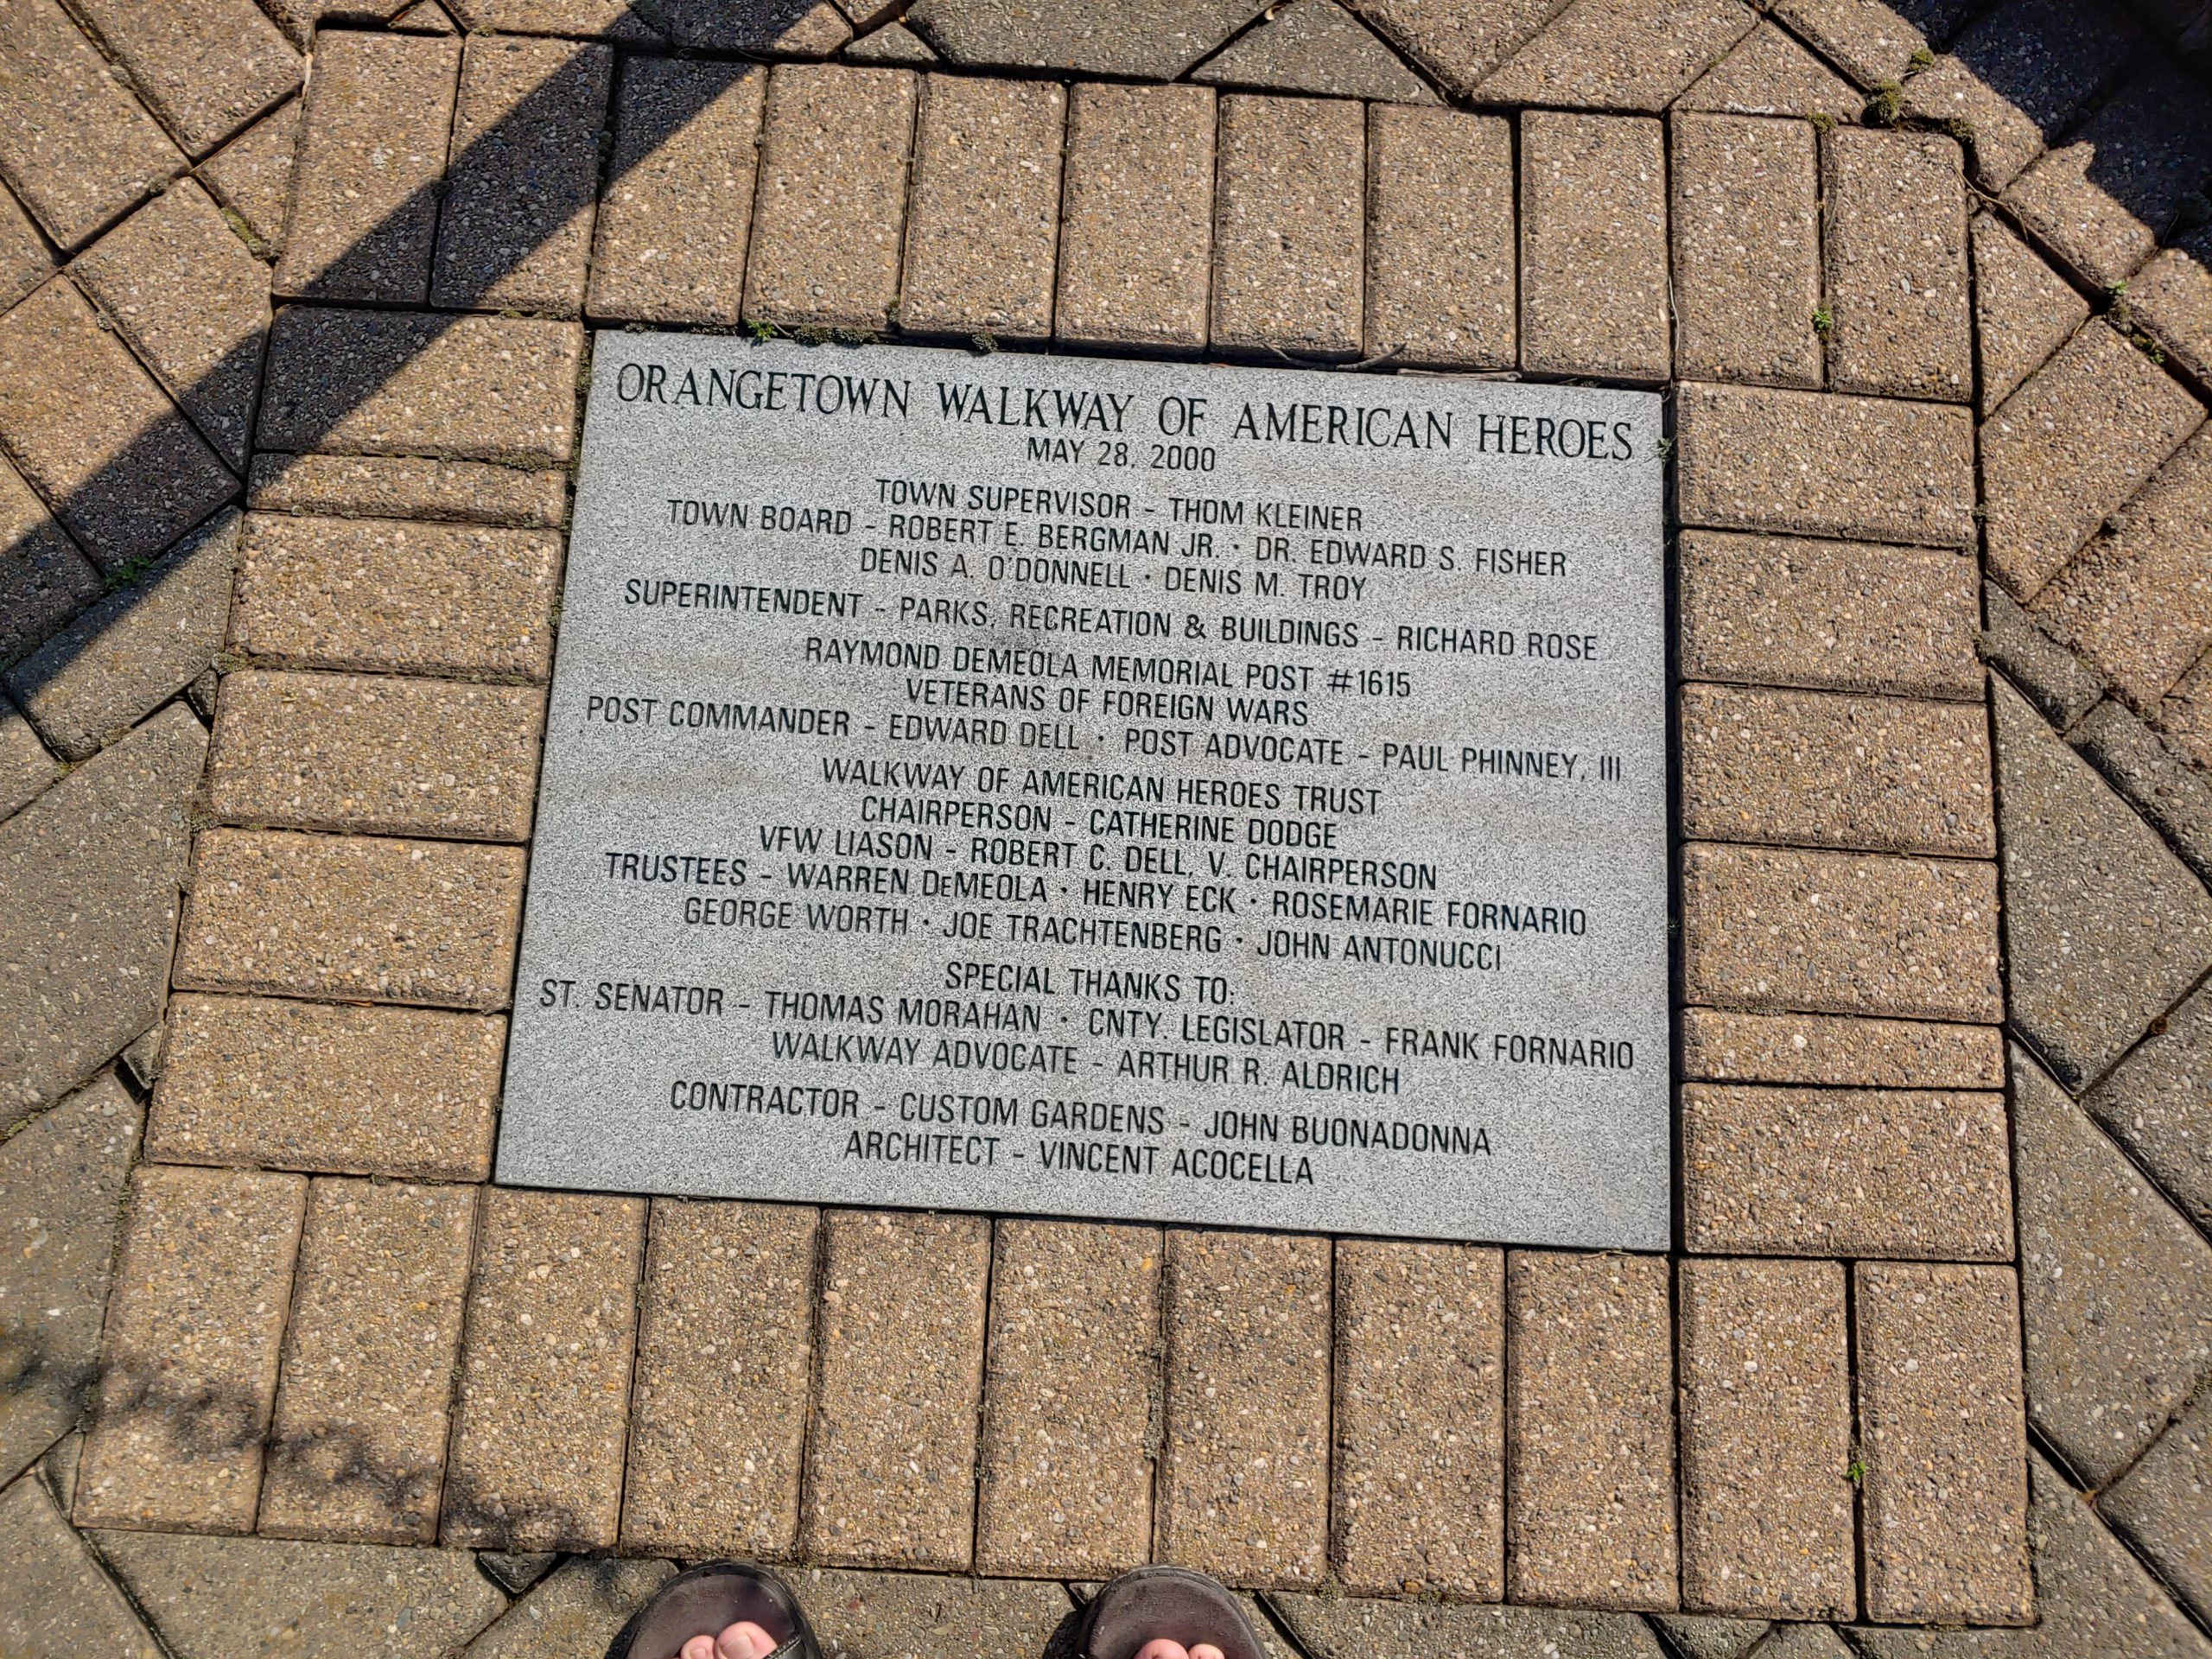 ORANGETOWN WALKWAY OF AMERICAN HEROES
MAY 28, 2000
TOWN SUPERVISOR - THOM KLEINER
TOWN BOARD - ROBERT E. BERGMAN JR. · DR. EDWARD S. FISHER
DENIS A. O'DONNELL · DENIS M. TROY
SUPERINTENDENT - PARKS, RECREATION & BUILDINGS - RICHARD ROSE
RAYMOND DEMEOLA MEMORIAL POST #1615
VETERANS OF FOREIGN WARS
POST COMMANDER - EDWARD DELL · POST ADVOCATE - PAUL PHINNEY, III
WALKWAY OF AMERICAN HEROES TRUST
CHAIRPERSON - CATHERINE DODGE
VFW LIASON - ROBERT C. DELL, V. CHAIRPERSON
TRUSTEES - WARREN DEMEOLA · HENRY ECK · ROSEMARIE FORNARIO
GEORGE WORTH · JOE TRACHTENBERG · JOHN ANTONUCCI
SPECIAL THANKS TO:
ST. SENATOR - THOMAS MORAHAN · CNTY. LEGISLATOR - FRANK FORNARIO
WALKWAY ADVOCATE - ARTHUR R. ALDRICH
CONTRACTOR - CUSTOM GARDENS - JOHN BUONADONNA
ARCHITECT - VINCENT ACOCELLA